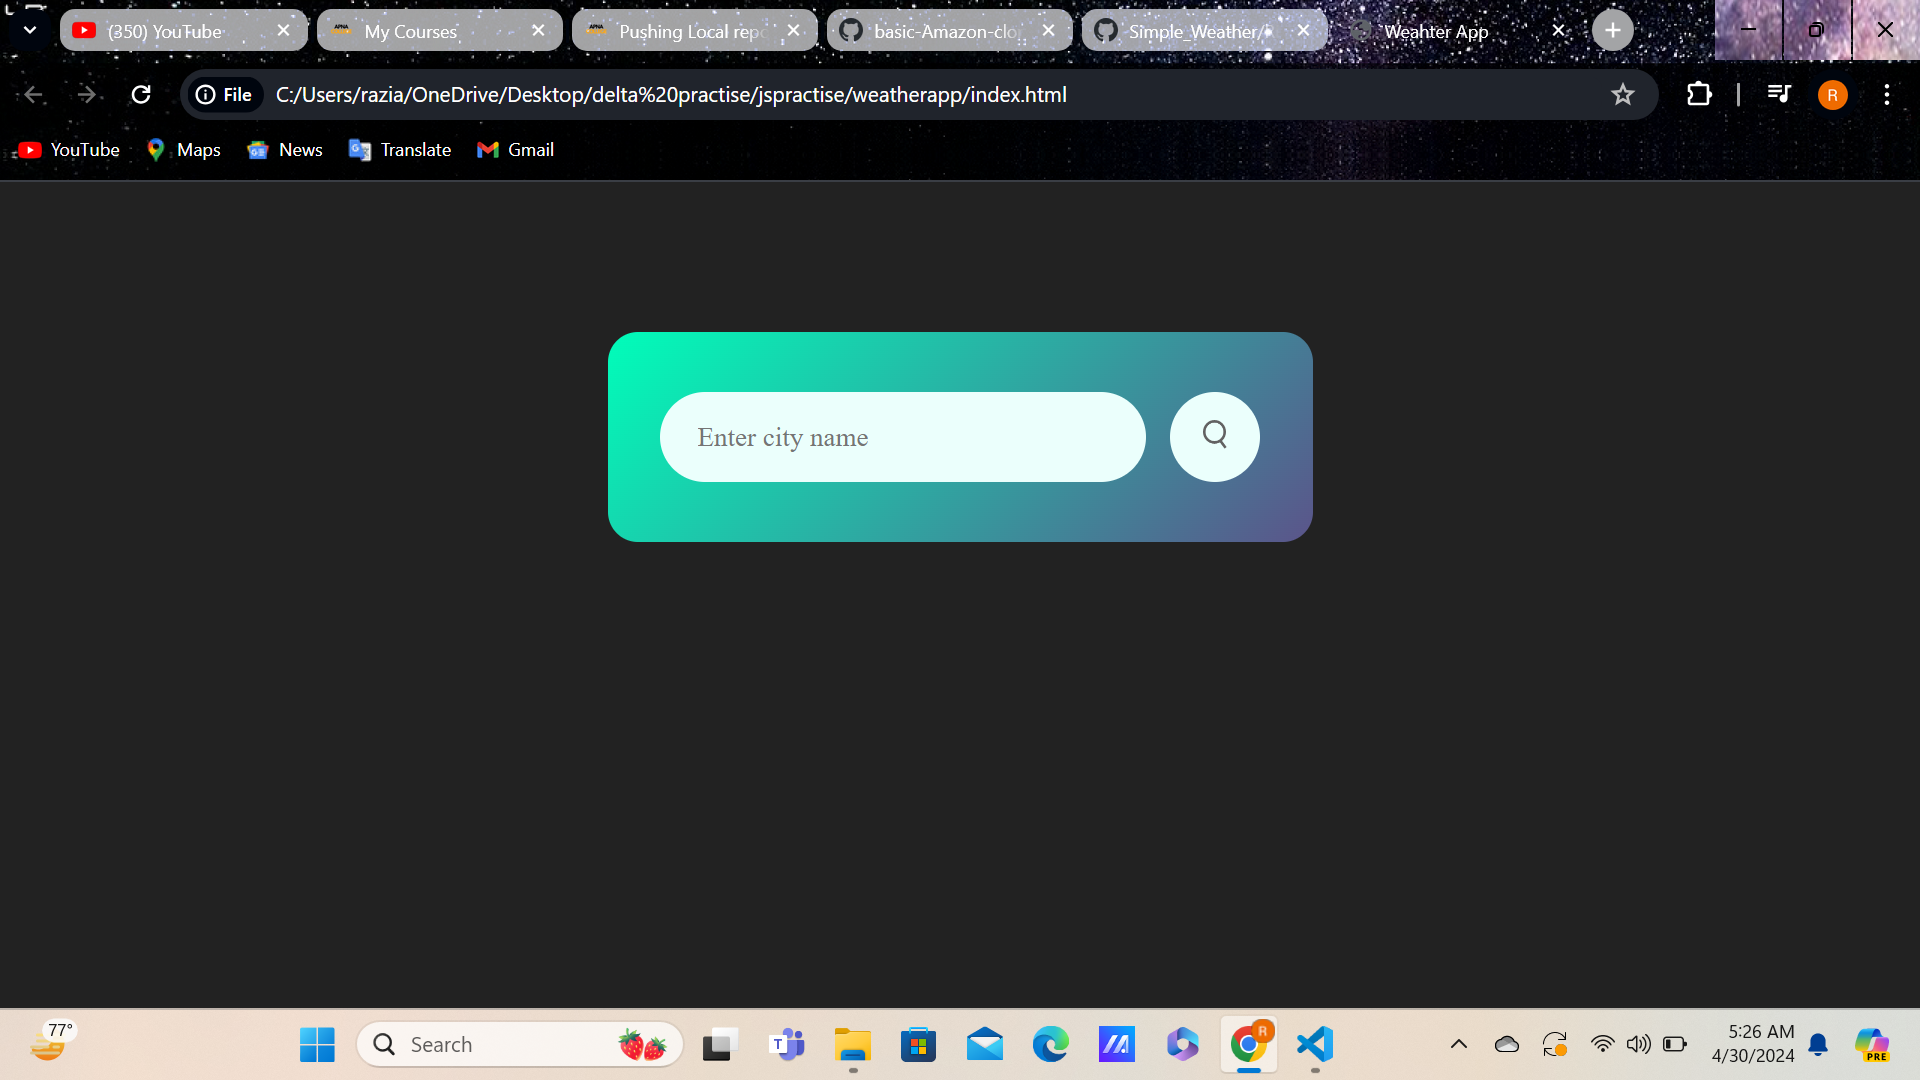 (350) YouTube
My Courses
Pushing Local rep
basic-Amazon-clo
Simple_Weather/
Weahter App
File
C:/Users/razia/OneDrive/Desktop/delta%20practise/jspractise/weatherapp/index.html
R
YouTube
Maps
News
Translate
Gmail
Enter city name
77°
Search
R
5:26 AM
4/30/2024
PRE